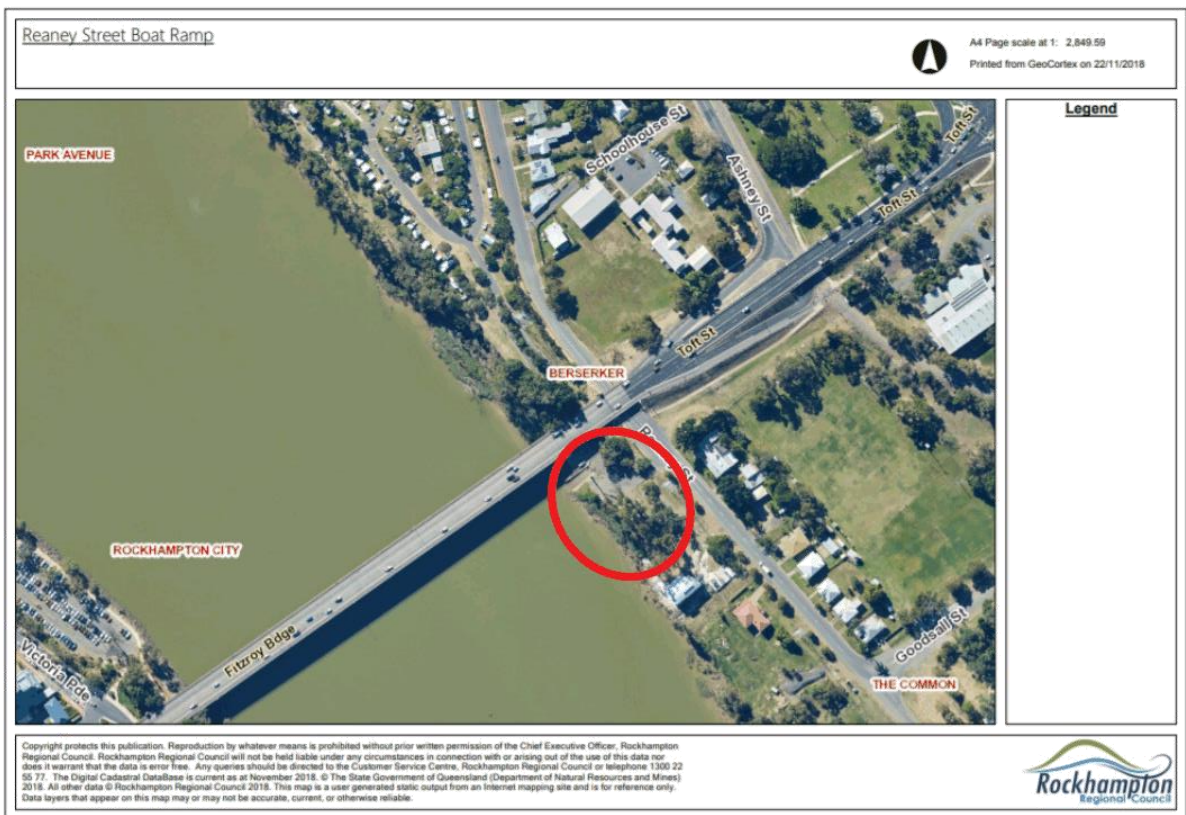 Reaney Street Boat Ramp
A4 Page scale at 1: 2,849.59
Printed from GeoCortex on 22/11/2018
Legend
PARK AVENUE
Schoolhouse St
Ashney St
Toft St
Toft St
Toft St
BERSERKER
Reaney St
ROCKHAMPTON CITY
Fitzroy Bdge
Victoria Pde
Goodsall St
THE COMMON
Copyright protects this publication. Reproduction by whatever means is prohibited without prior written permission of the Chief Executive Officer, Rockhampton
Regional Council. Rockhampton Regional Council will not be held liable under any circumstances in connection with or arising out of the use of this data nor
does it warrant that the data is error free. Any queries should be directed to the Customer Service Centre, Rockhampton Regional Council or telephone 1300 22
55 77. The Digital Cadastral DataBase is current as at November 2018. © The State Government of Queensland (Department of Natural Resources and Mines)
2018. All other data © Rockhampton Regional Council 2018. This map is a user generated static output from an Internet mapping site and is for reference only.
Data layers that appear on this map may or may not be accurate, current, or otherwise reliable.
Rockhampton
Regional Council